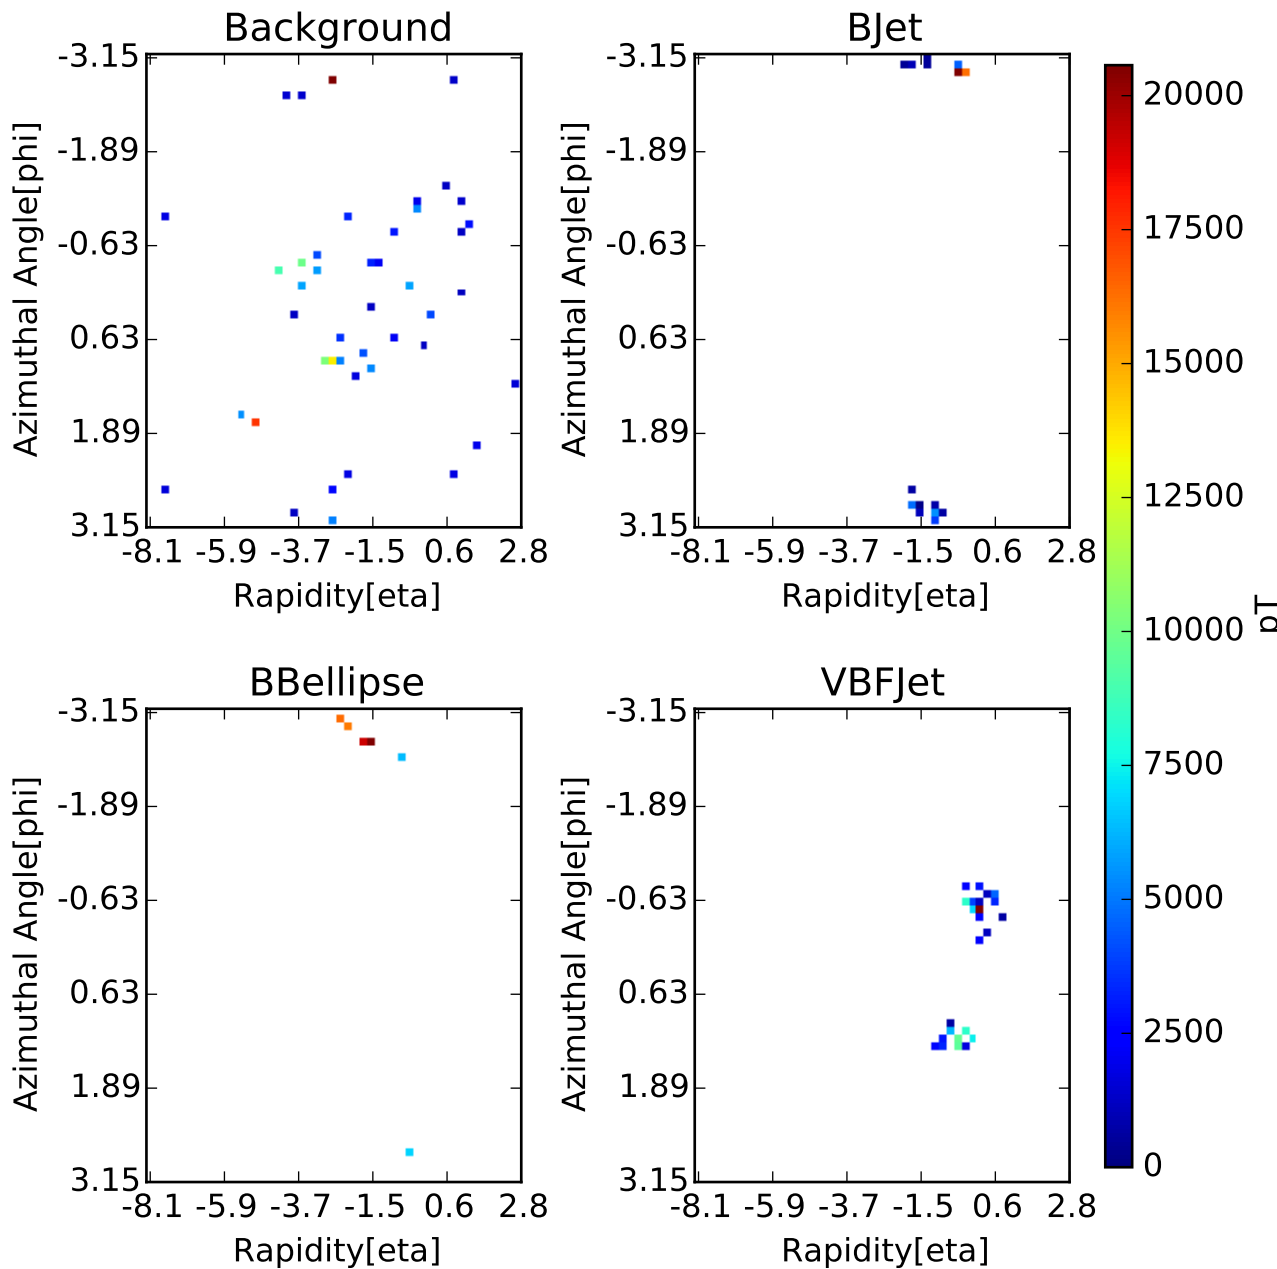 Background
-3.15
-1.89
-0.63
0.63
1.89
3.15
Azimuthal Angle[phi]
-8.1 -5.9 -3.7 -1.5 0.6 2.8
Rapidity[eta]
BJet
-3.15
-1.89
-0.63
0.63
1.89
3.15
Azimuthal Angle[phi]
-8.1 -5.9 -3.7 -1.5 0.6 2.8
Rapidity[eta]
BBellipse
-3.15
-1.89
-0.63
0.63
1.89
3.15
Azimuthal Angle[phi]
-8.1 -5.9 -3.7 -1.5 0.6 2.8
Rapidity[eta]
VBFJet
-3.15
-1.89
-0.63
0.63
1.89
3.15
Azimuthal Angle[phi]
-8.1 -5.9 -3.7 -1.5 0.6 2.8
Rapidity[eta]
20000
17500
15000
12500
10000
7500
5000
2500
0
pT